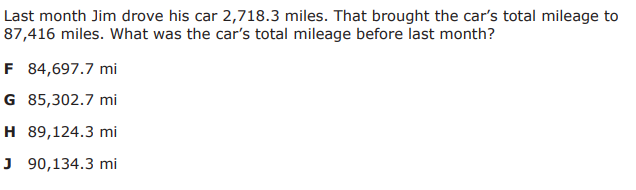 Last month Jim drove his car 2,718.3 miles. That brought the car’s total mileage to
87,416 miles. What was the car’s total mileage before last month?
F 84,697.7 mi
G 85,302.7 mi
H 89,124.3 mi
J 90,134.3 mi